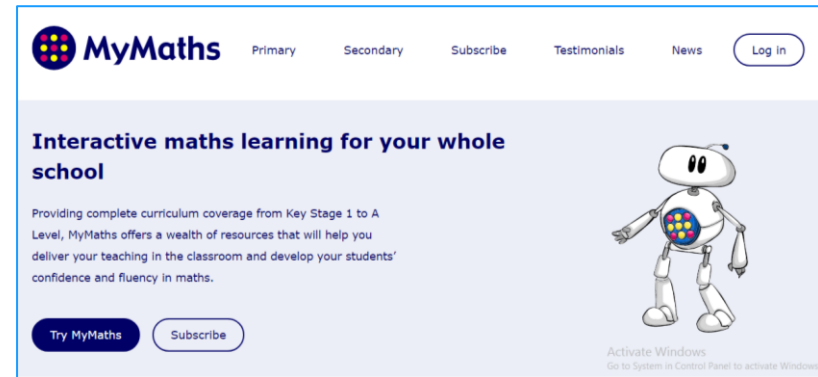 MyMaths
Primary Secondary Subscribe Testimonials News Log in
Interactive maths learning for your whole
school
Providing complete curriculum coverage from Key Stage 1 to A
Level, MyMaths offers a wealth of resources that will help you
deliver your teaching in the classroom and develop your students’
confidence and fluency in maths.
Try MyMaths Subscribe
Activate Windows
Go to System in Control Panel to activate Windows